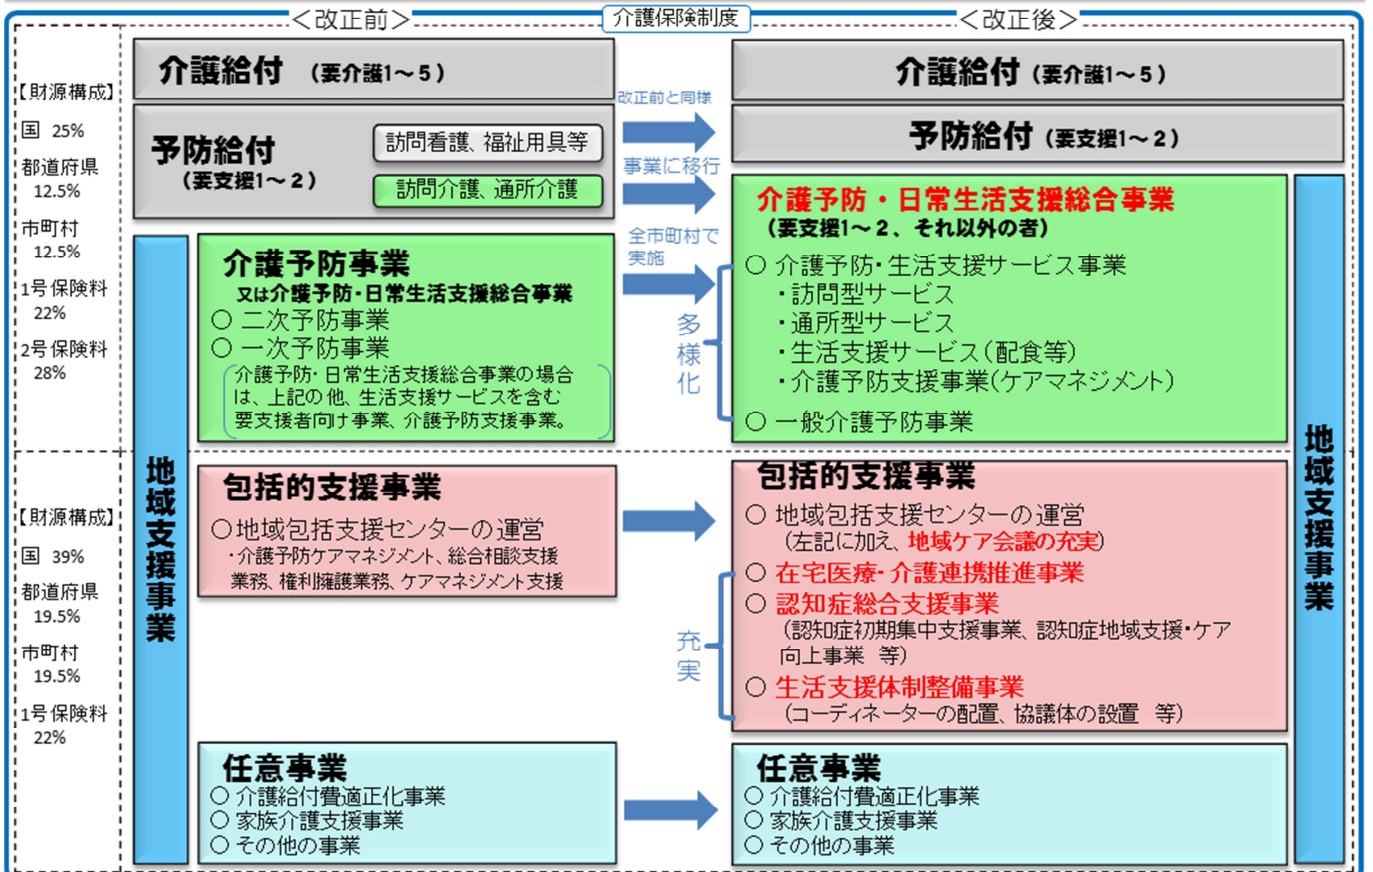 ＜改正前＞
介護保険制度
＜改正後＞
【財源構成】
国 25%
都道府県
12.5%
市町村
12.5%
1号保険料
22%
2号保険料
28%
【財源構成】
国 39%
都道府県
19.5%
市町村
19.5%
1号保険料
22%
介護給付 （要介護1～5）
予防給付
（要支援1～2）
訪問看護、福祉用具等
訪問介護、通所介護
地域支援事業
介護予防事業
又は介護予防・日常生活支援総合事業
○ 二次予防事業
○ 一次予防事業
介護予防・日常生活支援総合事業の場合
は、上記の他、生活支援サービスを含む
要支援者向け事業、介護予防支援事業。
包括的支援事業
○地域包括支援センターの運営
・介護予防ケアマネジメント、総合相談支援
業務、権利擁護業務、ケアマネジメント支援
任意事業
○ 介護給付費適正化事業
○ 家族介護支援事業
○ その他の事業
改正前と同様
事業に移行
全市町村で
実施
多様化
充実
介護給付（要介護1～5）
予防給付（要支援1～2）
介護予防・日常生活支援総合事業
（要支援1～2、それ以外の者）
○ 介護予防・生活支援サービス事業
・訪問型サービス
・通所型サービス
・生活支援サービス（配食等）
・介護予防支援事業（ケアマネジメント）
○ 一般介護予防事業
包括的支援事業
○ 地域包括支援センターの運営
（左記に加え、地域ケア会議の充実）
○ 在宅医療・介護連携推進事業
○ 認知症総合支援事業
（認知症初期集中支援事業、認知症地域支援・ケア
向上事業 等）
○ 生活支援体制整備事業
（コーディネーターの配置、協議体の設置 等）
任意事業
○ 介護給付費適正化事業
○ 家族介護支援事業
○ その他の事業
地域支援事業